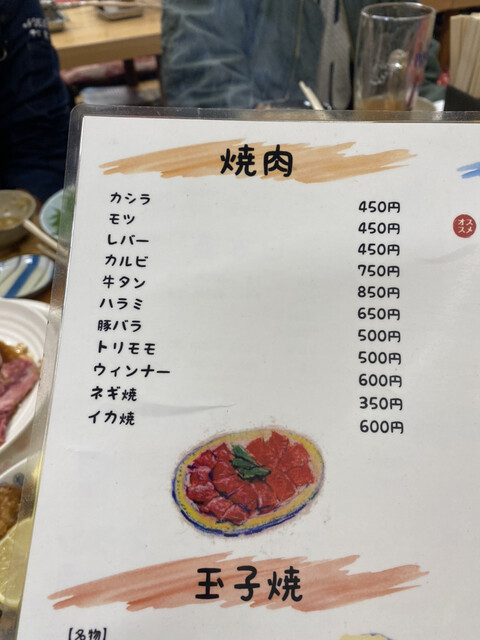 焼肉
カシラ 450円
モツ 450円
レバー 450円
カルビ 750円
牛タン 850円
ハラミ 650円
豚バラ 500円
トリモモ 500円
ウィンナー 600円
ネギ焼 350円
イカ焼 600円
オススメ
玉子焼
【名物】